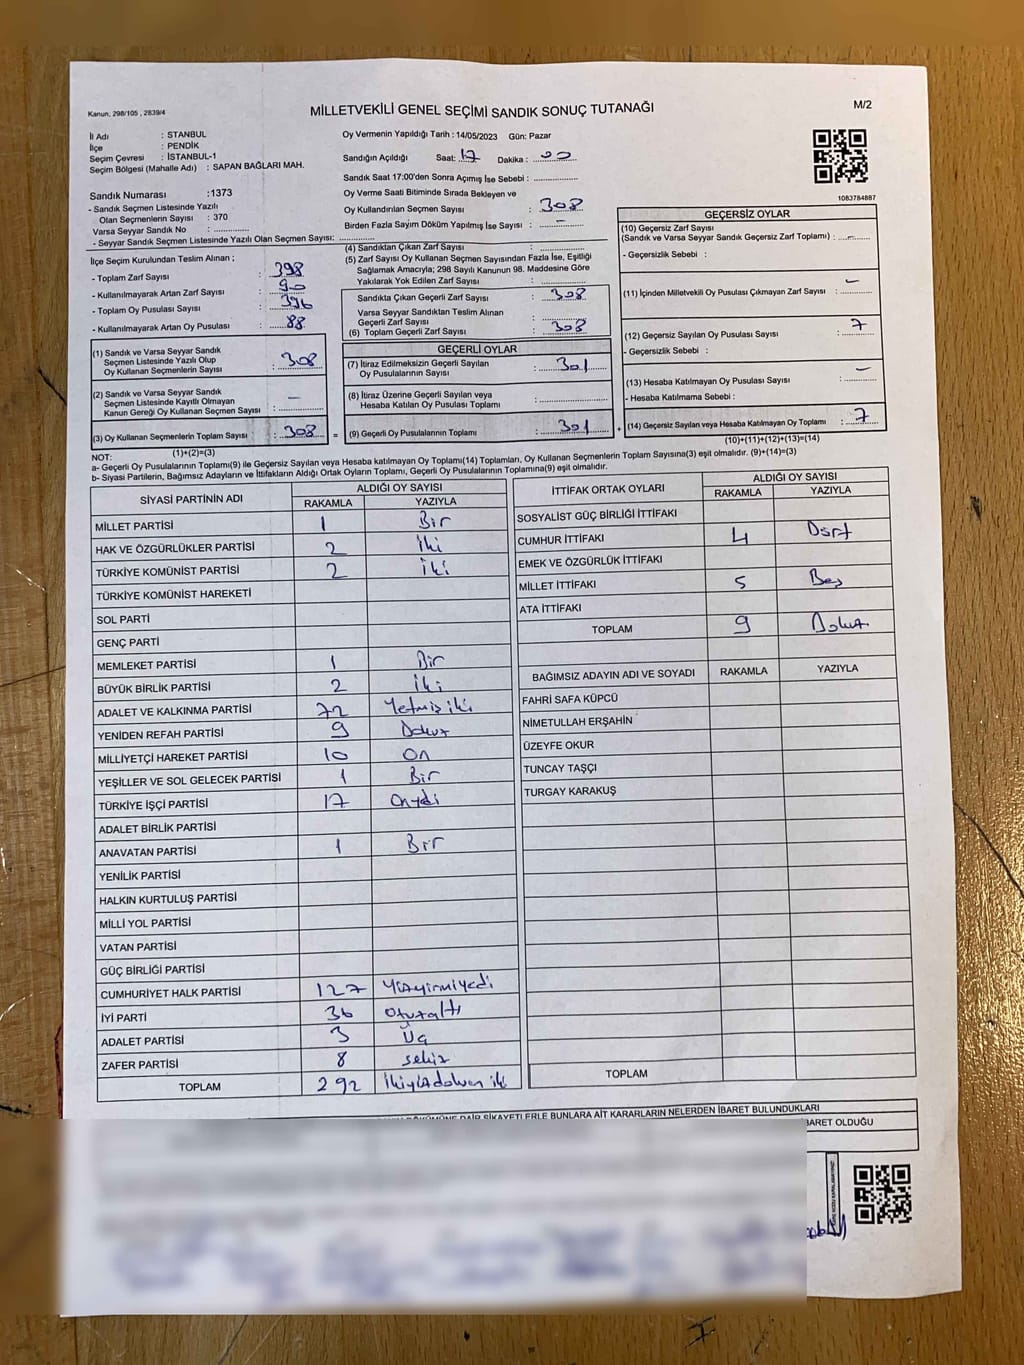 Kanun, 298/105 , 2839/4
MİLLETVEKİLİ GENEL SEÇİMİ SANDIK SONUÇ TUTANAĞI
M/2
İl Adı : STANBUL
İlçe : PENDİK
Seçim Çevresi : İSTANBUL-1
Seçim Bölgesi (Mahalle Adı) : SAPAN BAĞLARI MAH.
Oy Vermenin Yapıldığı Tarih : 14/05/2023 Gün: Pazar
Sandığın Açıldığı Saat: 17 Dakika : 00
Sandık Saat 17:00'den Sonra Açımış İse Sebebi :
Oy Verme Saati Bitiminde Sırada Bekleyen ve
Oy Kullandırılan Seçmen Sayısı : 308
Birden Fazla Sayım Döküm Yapılmış İse Sayısı : –
1083784887
Sandık Numarası :1373
- Sandık Seçmen Listesinde Yazılı
Olan Seçmenlerin Sayısı : 370
Varsa Seyyar Sandık No :
- Seyyar Sandık Seçmen Listesinde Yazılı Olan Seçmen Sayısı:
İlçe Seçim Kurulundan Teslim Alınan ;
- Toplam Zarf Sayısı : 398
- Kullanılmayarak Artan Zarf Sayısı : 90
- Toplam Oy Pusulası Sayısı : 396
- Kullanılmayarak Artan Oy Pusulası : 88
(1) Sandık ve Varsa Seyyar Sandık
Seçmen Listesinde Yazılı Olup
Oy Kullanan Seçmenlerin Sayısı : 308
(2) Sandık ve Varsa Seyyar Sandık
Seçmen Listesinde Kayıtlı Olmayan
Kanun Gereği Oy Kullanan Seçmen Sayısı : –
(3) Oy Kullanan Seçmenlerin Toplam Sayısı : 308
(1)+(2)=(3)
(4) Sandıktan Çıkan Zarf Sayısı :
(5) Zarf Sayısı Oy Kullanan Seçmen Sayısından Fazla İse, Eşitliği
Sağlamak Amacıyla; 298 Sayılı Kanunun 98. Maddesine Göre
Yakılarak Yok Edilen Zarf Sayısı :
Sandıkta Çıkan Geçerli Zarf Sayısı : 308
Varsa Seyyar Sandıktan Teslim Alınan
Geçerli Zarf Sayısı :
(6) Toplam Geçerli Zarf Sayısı : 308
GEÇERLİ OYLAR
(7) İtiraz Edilmeksizin Geçerli Sayılan
Oy Pusulalarının Sayısı : 301
(8) İtiraz Üzerine Geçerli Sayılan veya
Hesaba Katılan Oy Pusulası Toplamı :
= (9) Geçerli Oy Pusulalarının Toplamı : 301
GEÇERSİZ OYLAR
(10) Geçersiz Zarf Sayısı
(Sandık ve Varsa Seyyar Sandık Geçersiz Zarf Toplamı) : –
- Geçersizlik Sebebi :
(11) İçinden Milletvekili Oy Pusulası Çıkmayan Zarf Sayısı : –
(12) Geçersiz Sayılan Oy Pusulası Sayısı : 7
- Geçersizlik Sebebi :
(13) Hesaba Katılmayan Oy Pusulası Sayısı : –
- Hesaba Katılmama Sebebi :
+ (14) Geçersiz Sayılan veya Hesaba Katılmayan Oy Toplamı : 7
(10)+(11)+(12)+(13)=(14)
NOT:
a- Geçerli Oy Pusulalarının Toplamı(9) ile Geçersiz Sayılan veya Hesaba katılmayan Oy Toplamı(14) Toplamları, Oy Kullanan Seçmenlerin Toplam Sayısına(3) eşit olmalıdır. (9)+(14)=(3)
b- Siyasi Partilerin, Bağımsız Adayların ve İttifakların Aldığı Ortak Oyların Toplamı, Geçerli Oy Pusulalarının Toplamına(9) eşit olmalıdır.
SİYASİ PARTİNİN ADI ALDIĞI OY SAYISI
RAKAMLA YAZIYLA
MİLLET PARTİSİ 1 Bir
HAK VE ÖZGÜRLÜKLER PARTİSİ 2 İki
TÜRKİYE KOMÜNİST PARTİSİ 2 İki
TÜRKİYE KOMÜNİST HAREKETİ
SOL PARTİ
GENÇ PARTİ
MEMLEKET PARTİSİ 1 Bir
BÜYÜK BİRLİK PARTİSİ 2 İki
ADALET VE KALKINMA PARTİSİ 72 Yetmiş iki
YENİDEN REFAH PARTİSİ 9 Dokuz
MİLLİYETÇİ HAREKET PARTİSİ 10 On
YEŞİLLER VE SOL GELECEK PARTİSİ 1 Bir
TÜRKİYE İŞÇİ PARTİSİ 17 Onyedi
ADALET BİRLİK PARTİSİ
ANAVATAN PARTİSİ 1 Bir
YENİLİK PARTİSİ
HALKIN KURTULUŞ PARTİSİ
MİLLİ YOL PARTİSİ
VATAN PARTİSİ
GÜÇ BİRLİĞİ PARTİSİ
CUMHURİYET HALK PARTİSİ 127 Yüzyirmiyedi
İYİ PARTİ 36 Otuzaltı
ADALET PARTİSİ 3 Üç
ZAFER PARTİSİ 8 Sekiz
TOPLAM 292 İkiyüzdoksan iki
İTTİFAK ORTAK OYLARI ALDIĞI OY SAYISI
RAKAMLA YAZIYLA
SOSYALİST GÜÇ BİRLİĞİ İTTİFAKI
CUMHUR İTTİFAKI 4 Dört
EMEK VE ÖZGÜRLÜK İTTİFAKI
MİLLET İTTİFAKI 5 Beş
ATA İTTİFAKI
TOPLAM 9 Dokuz
BAĞIMSIZ ADAYIN ADI VE SOYADI RAKAMLA YAZIYLA
FAHRİ SAFA KÜPCÜ
NİMETULLAH ERŞAHİN
ÜZEYFE OKUR
TUNCAY TAŞÇI
TURGAY KARAKUŞ
TOPLAM
DAİR ŞİKAYETLERLE BUNLARA AİT KARARLARIN NELERDEN İBARET BULUNDUKLARI
İBARET OLDUĞU